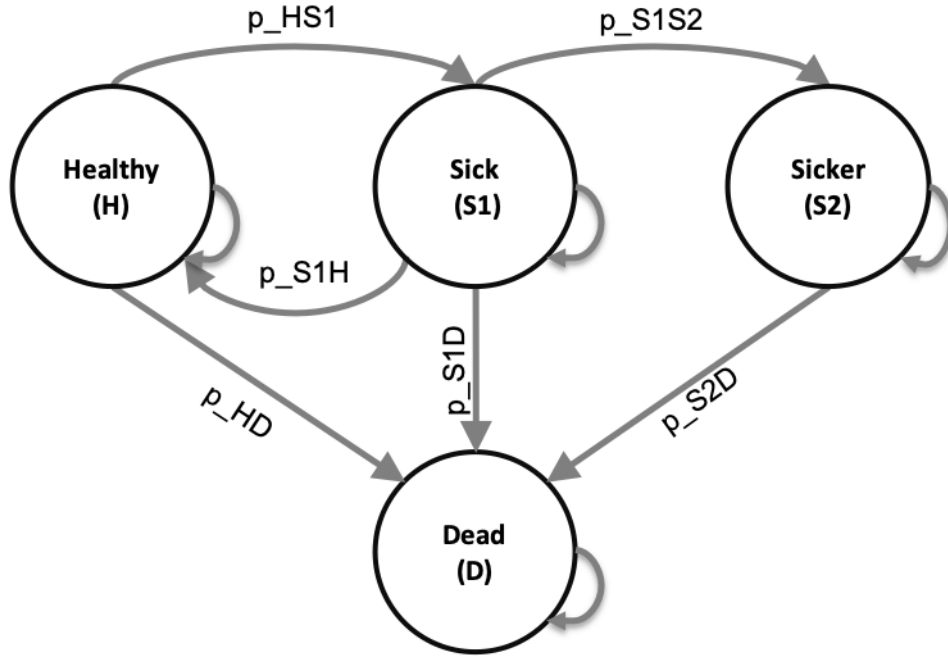 p_HS1
p_S1S2
Healthy
(H)
Sick
(S1)
Sicker
(S2)
p_S1H
p_HD
p_S1D
p_S2D
Dead
(D)